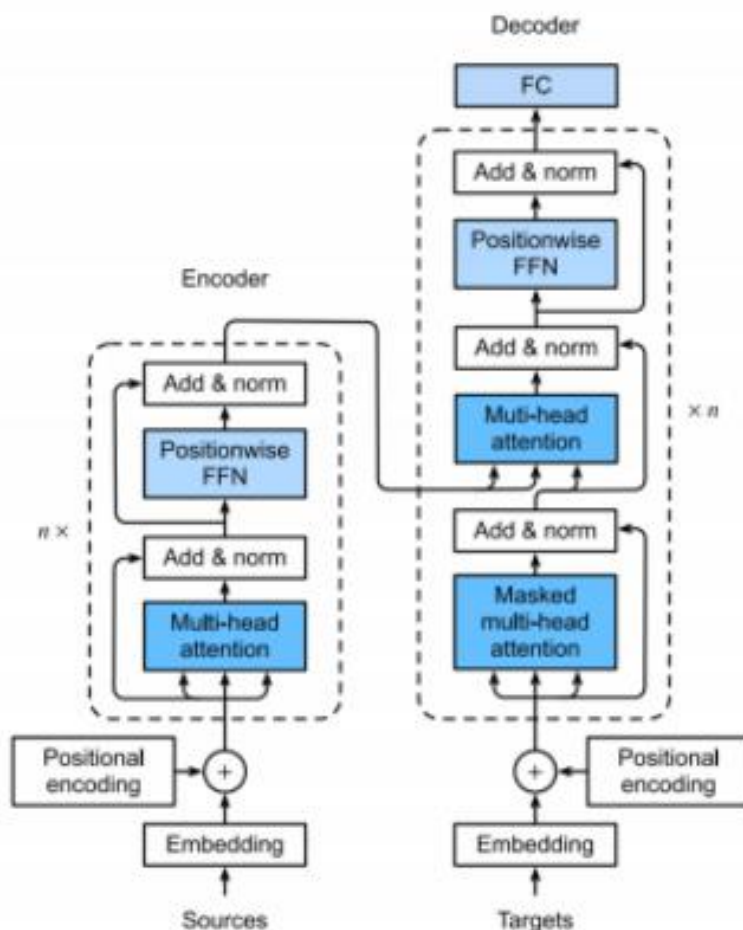 Decoder
FC
Add & norm
Positionwise
FFN
Add & norm
Muti-head
attention
× n
Add & norm
Masked
multi-head
attention
Positional
encoding
+
Embedding
Targets
Encoder
Add & norm
Positionwise
FFN
n ×
Add & norm
Multi-head
attention
Positional
encoding
+
Embedding
Sources